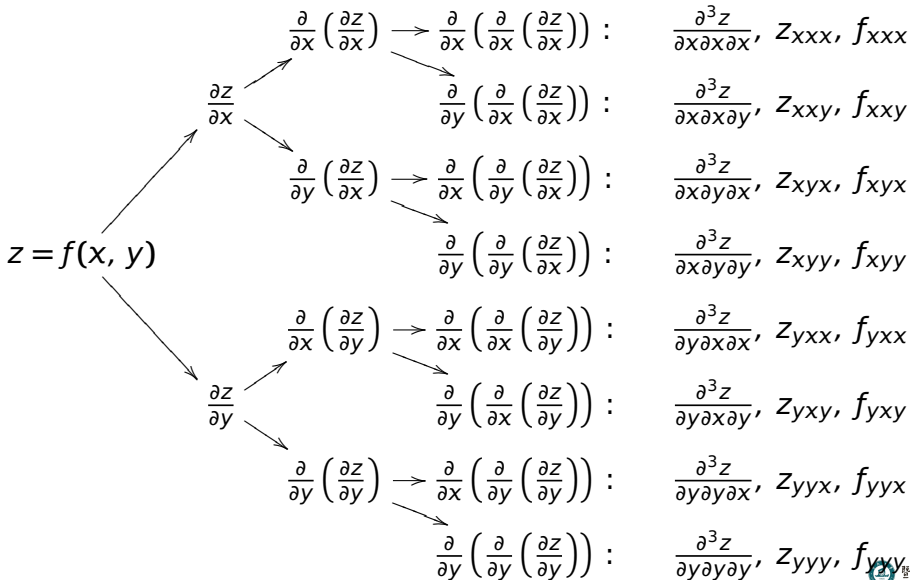 ∂/∂x (∂z/∂x) → ∂/∂x (∂/∂x (∂z/∂x)) : ∂³z/∂x∂x∂x, z_xxx, f_xxx
∂z/∂x
∂/∂y (∂/∂x (∂z/∂x)) : ∂³z/∂x∂x∂y, z_xxy, f_xxy
∂/∂y (∂z/∂x) → ∂/∂x (∂/∂y (∂z/∂x)) : ∂³z/∂x∂y∂x, z_xyx, f_xyx
z = f(x, y)
∂/∂y (∂/∂y (∂z/∂x)) : ∂³z/∂x∂y∂y, z_xyy, f_xyy
∂/∂x (∂z/∂y) → ∂/∂x (∂/∂x (∂z/∂y)) : ∂³z/∂y∂x∂x, z_yxx, f_yxx
∂z/∂y
∂/∂y (∂/∂x (∂z/∂y)) : ∂³z/∂y∂x∂y, z_yxy, f_yxy
∂/∂y (∂z/∂y) → ∂/∂x (∂/∂y (∂z/∂y)) : ∂³z/∂y∂y∂x, z_yyx, f_yyx
∂/∂y (∂/∂y (∂z/∂y)) : ∂³z/∂y∂y∂y, z_yyy, f_yyy